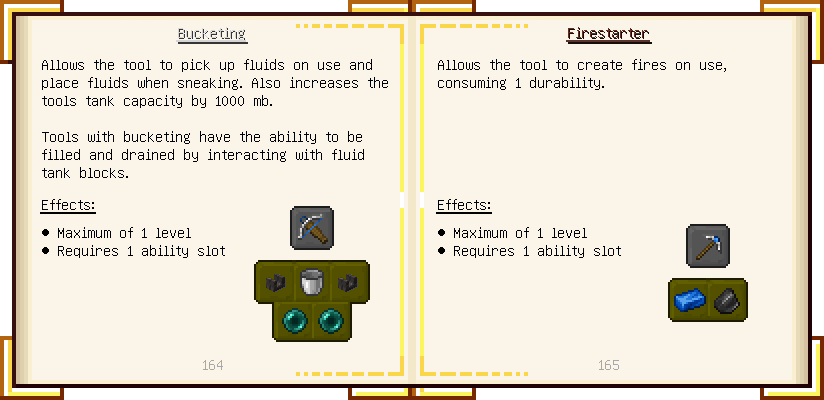 Bucketing
Allows the tool to pick up fluids on use and
place fluids when sneaking. Also increases the
tools tank capacity by 1000 mb.
Tools with bucketing have the ability to be
filled and drained by interacting with fluid
tank blocks.
Effects:
● Maximum of 1 level
● Requires 1 ability slot
164
Firestarter
Allows the tool to create fires on use,
consuming 1 durability.
Effects:
● Maximum of 1 level
● Requires 1 ability slot
165